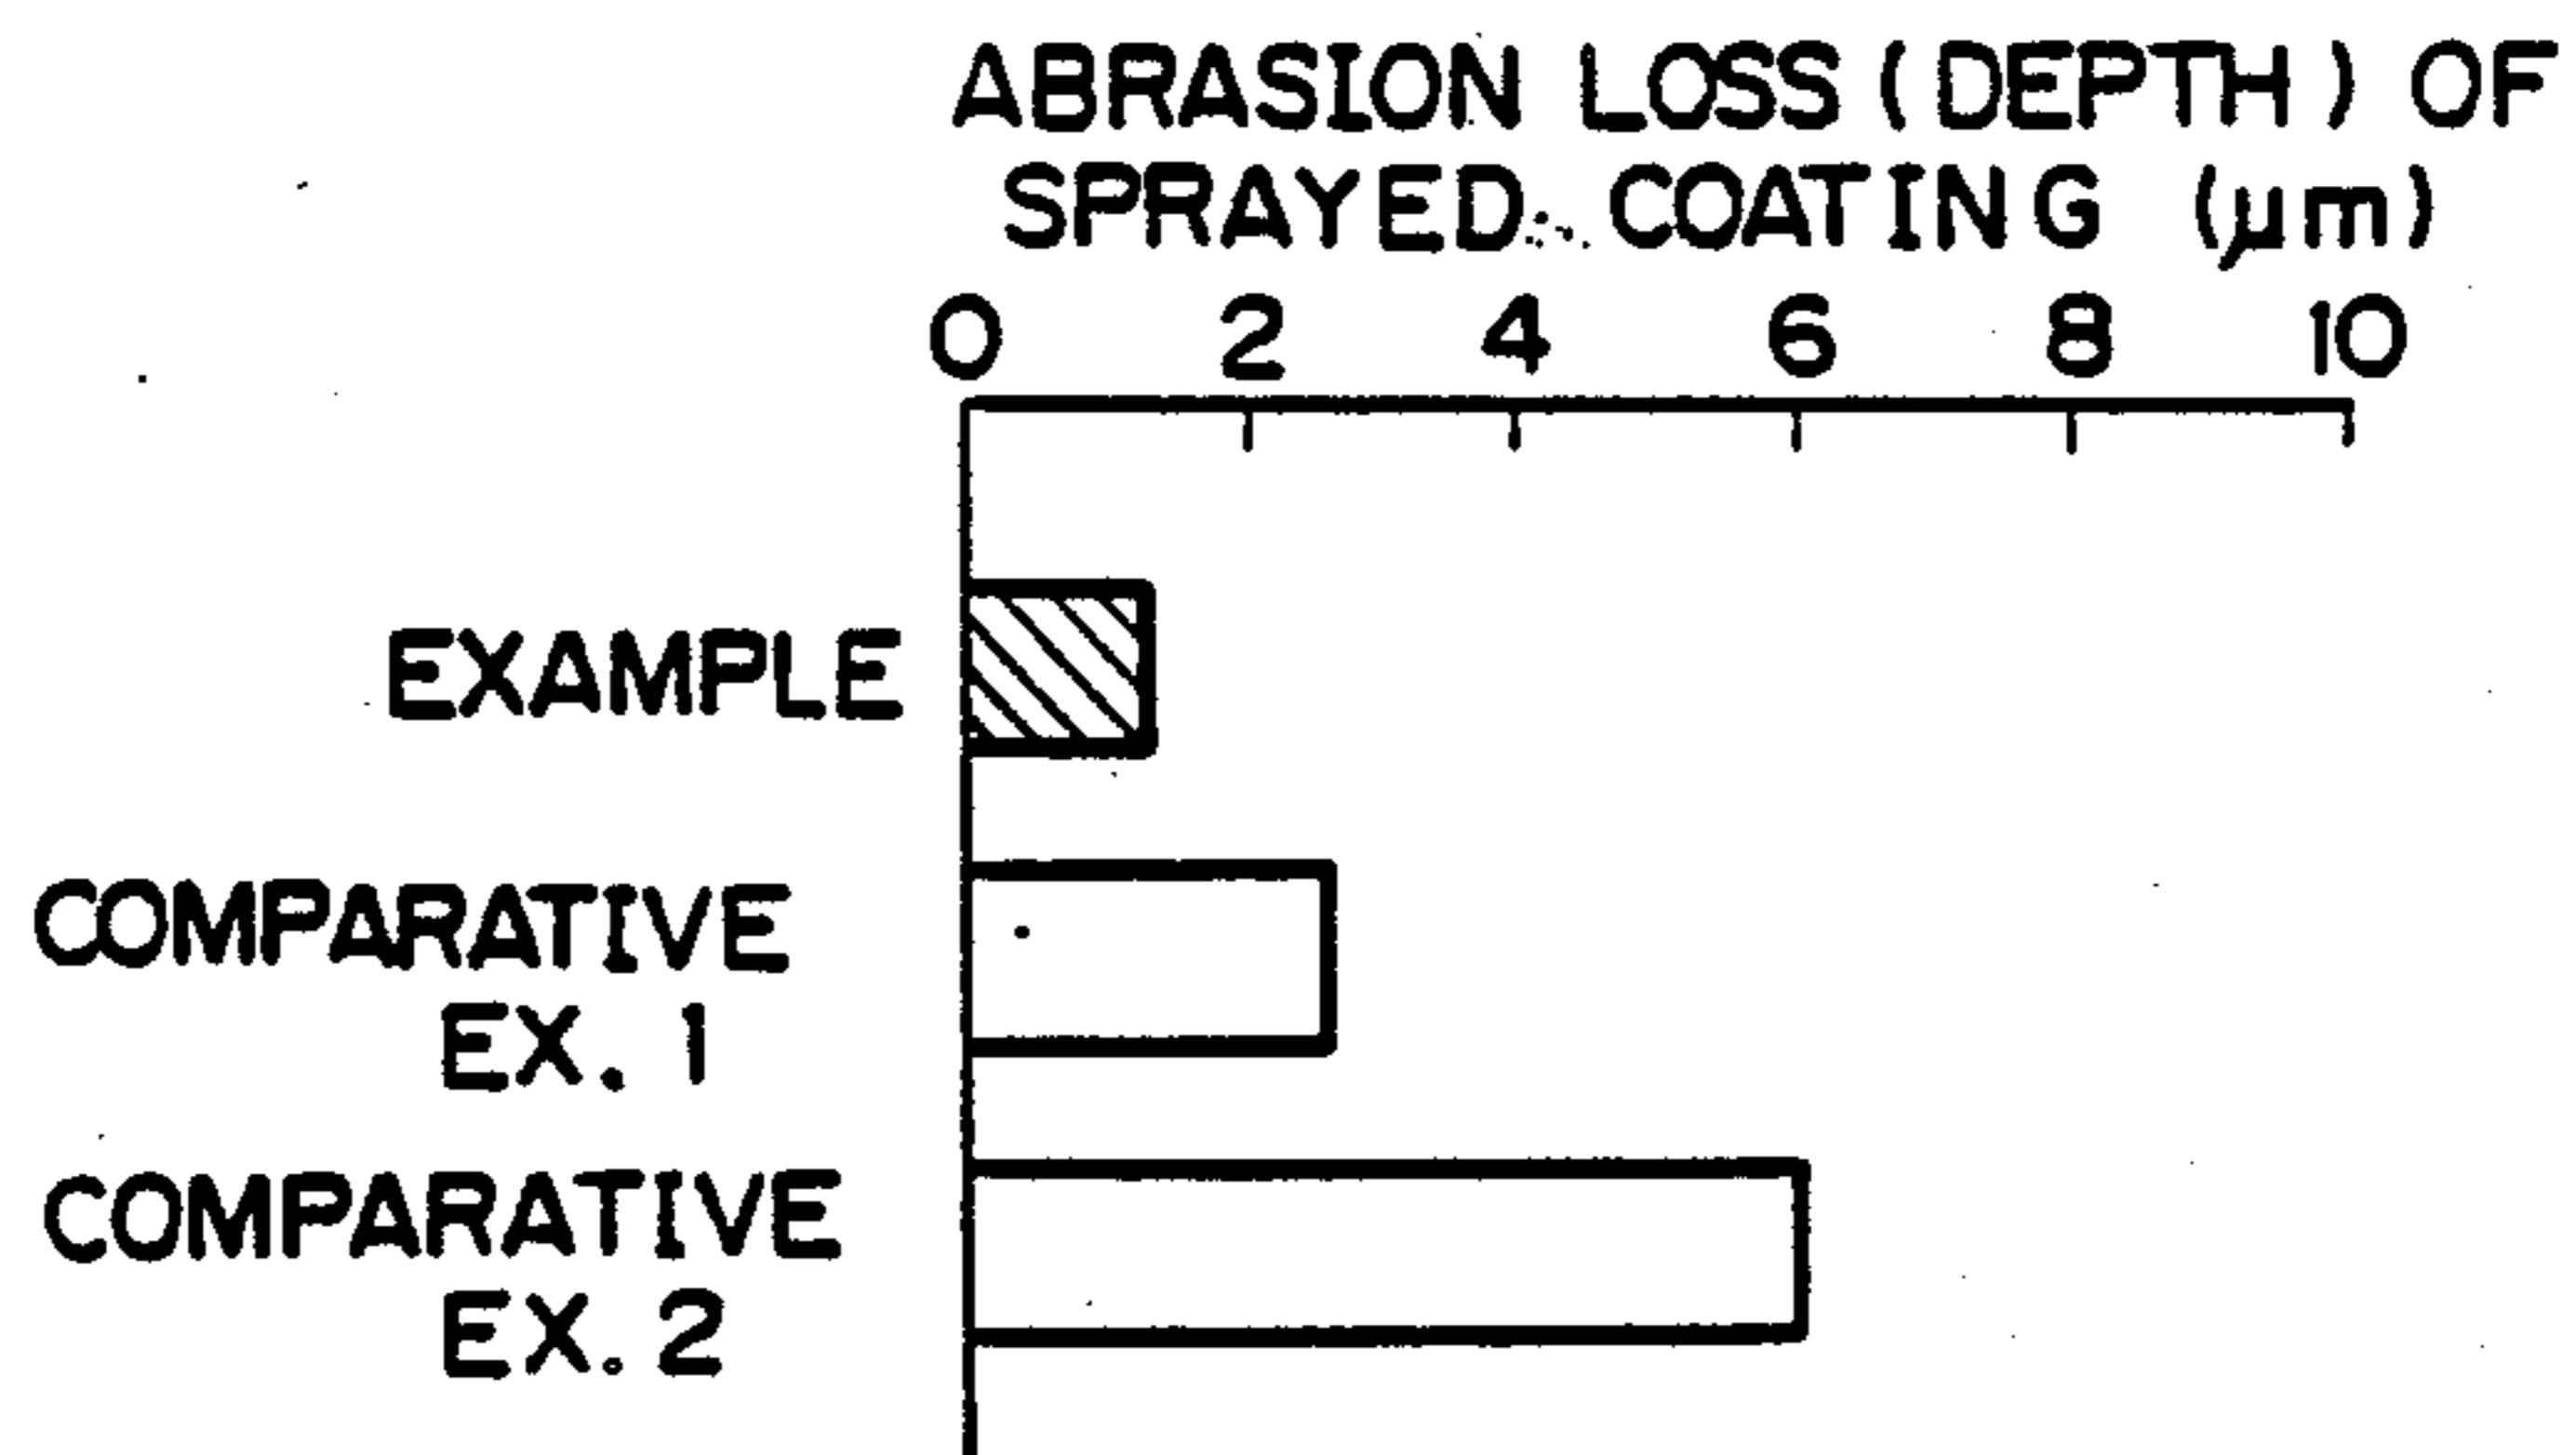 ABRASION LOSS (DEPTH) OF
SPRAYED COATING (μm)
0 2 4 6 8 10
EXAMPLE
COMPARATIVE
EX. 1
COMPARATIVE
EX. 2